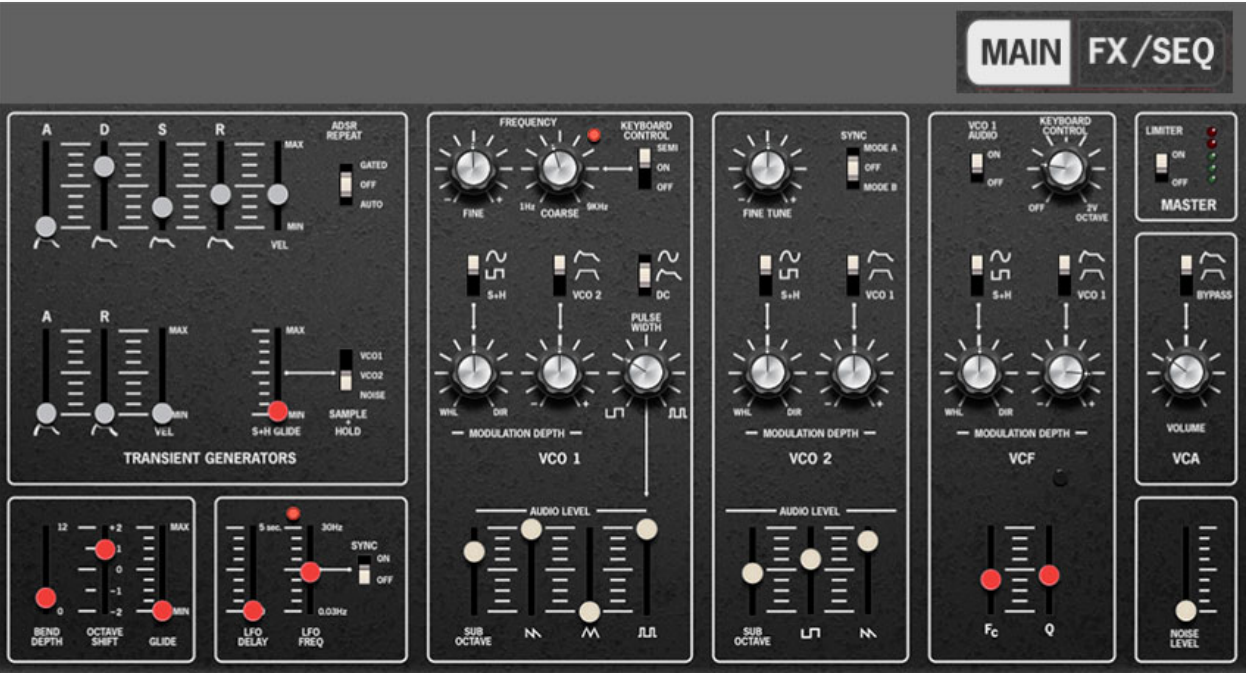 MAIN FX/SEQ
A D S R
ADSR
REPEAT
MAX
GATED
OFF
AUTO
MIN
VEL
A R
MAX
MIN
VEL
MAX
MIN
S+H GLIDE
VCO1
VCO2
NOISE
SAMPLE
+
HOLD
TRANSIENT GENERATORS
12
0
BEND
DEPTH
+2
1
0
-1
-2
OCTAVE
SHIFT
MAX
MIN
GLIDE
5 sec.
LFO
DELAY
30Hz
0.03Hz
LFO
FREQ
SYNC
ON
OFF
FREQUENCY
- +
FINE
1Hz 9KHz
COARSE
KEYBOARD
CONTROL
SEMI
ON
OFF
S+H
VCO 2
DC
PULSE
WIDTH
WHL DIR
- +
MODULATION DEPTH
VCO 1
AUDIO LEVEL
SUB
OCTAVE
- +
FINE TUNE
SYNC
MODE A
OFF
MODE B
S+H
VCO 1
WHL DIR
- +
MODULATION DEPTH
VCO 2
AUDIO LEVEL
SUB
OCTAVE
VCO 1
AUDIO
ON
OFF
KEYBOARD
CONTROL
OFF 2V
OCTAVE
S+H
VCO 1
WHL DIR
- +
MODULATION DEPTH
VCF
Fc Q
LIMITER
ON
OFF
MASTER
BYPASS
VOLUME
VCA
NOISE
LEVEL